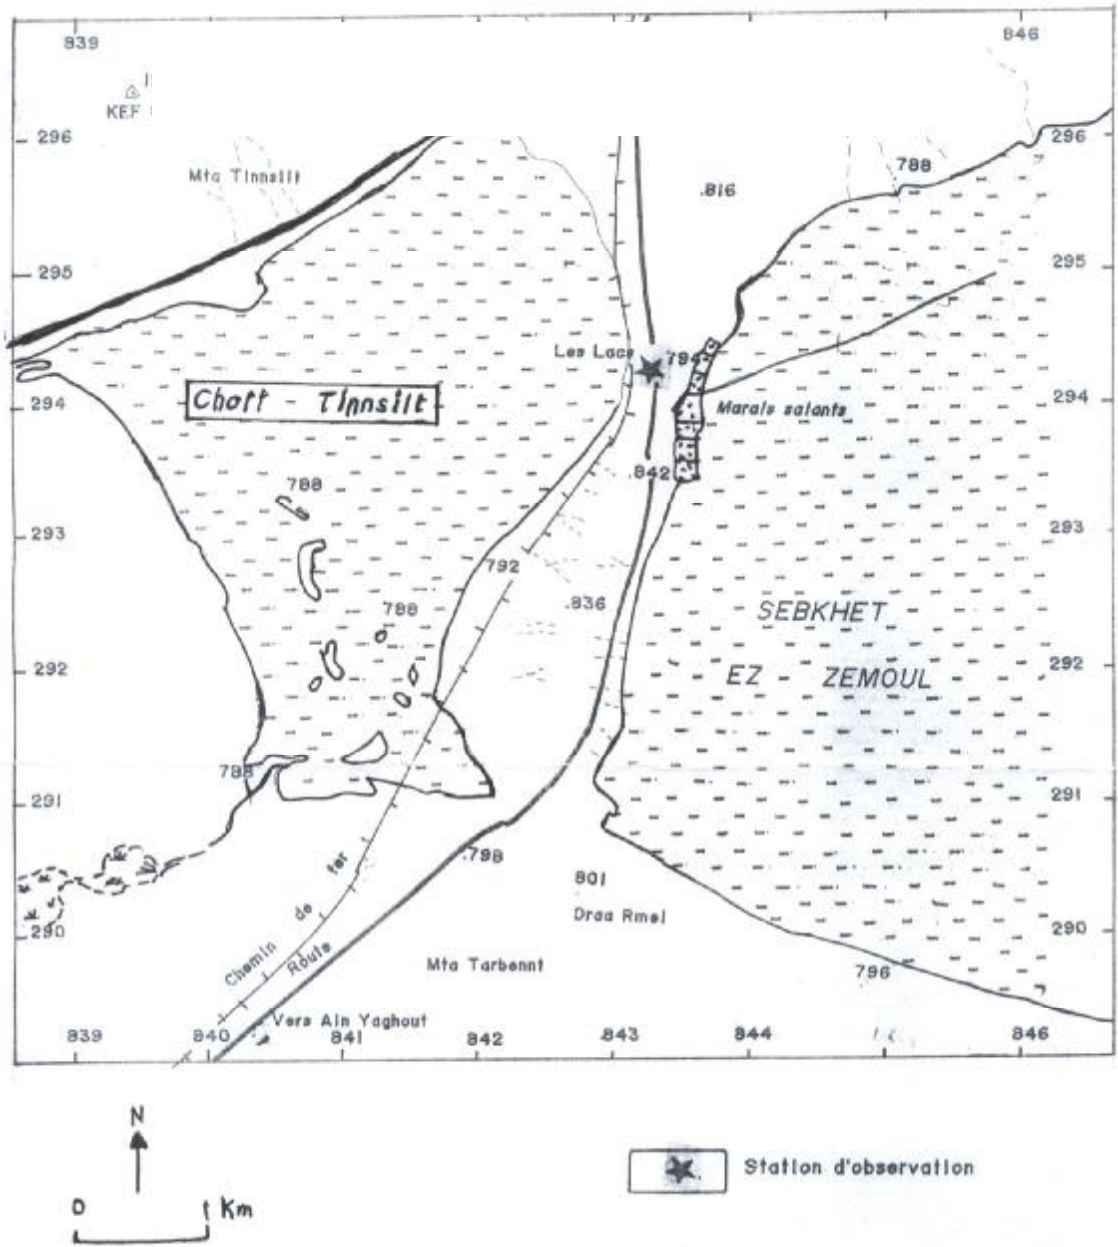 839
846
KEF
296
296
788
Mta Tinnsilt
.816
295
295
Les Lacs
794
294
294
Chott Tinnsilt
Marais salants
.842
788
293
293
792
788
.836
SEBKHET
292
292
EZ ZEMOUL
788
291
291
.798
801
Draa Rmel
290
290
Chemin de fer
Route
Mta Tarbennt
796
Vers Ain Yaghout
839
840
841
842
843
844
846
N
0 1 Km
Station d'observation